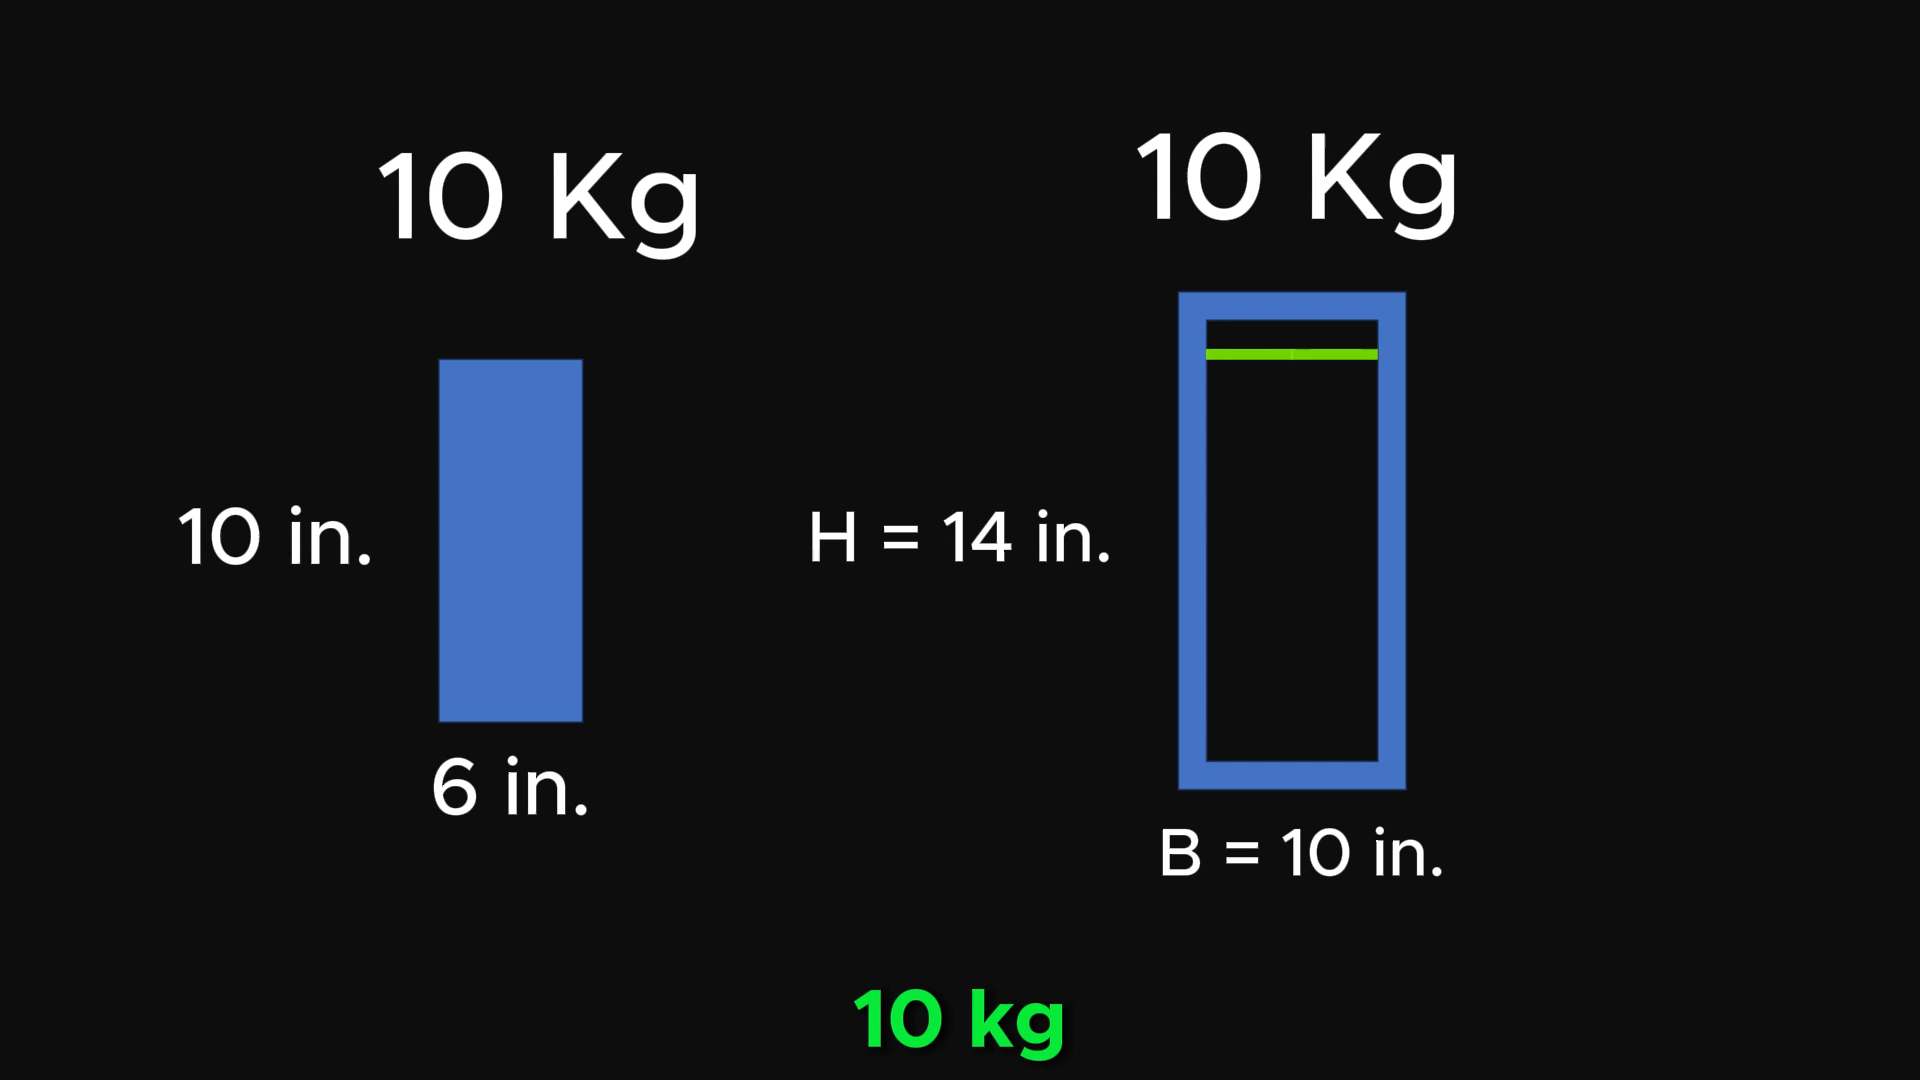 10 Kg
10 Kg
10 in.
H = 14 in.
6 in.
B = 10 in.
10 kg